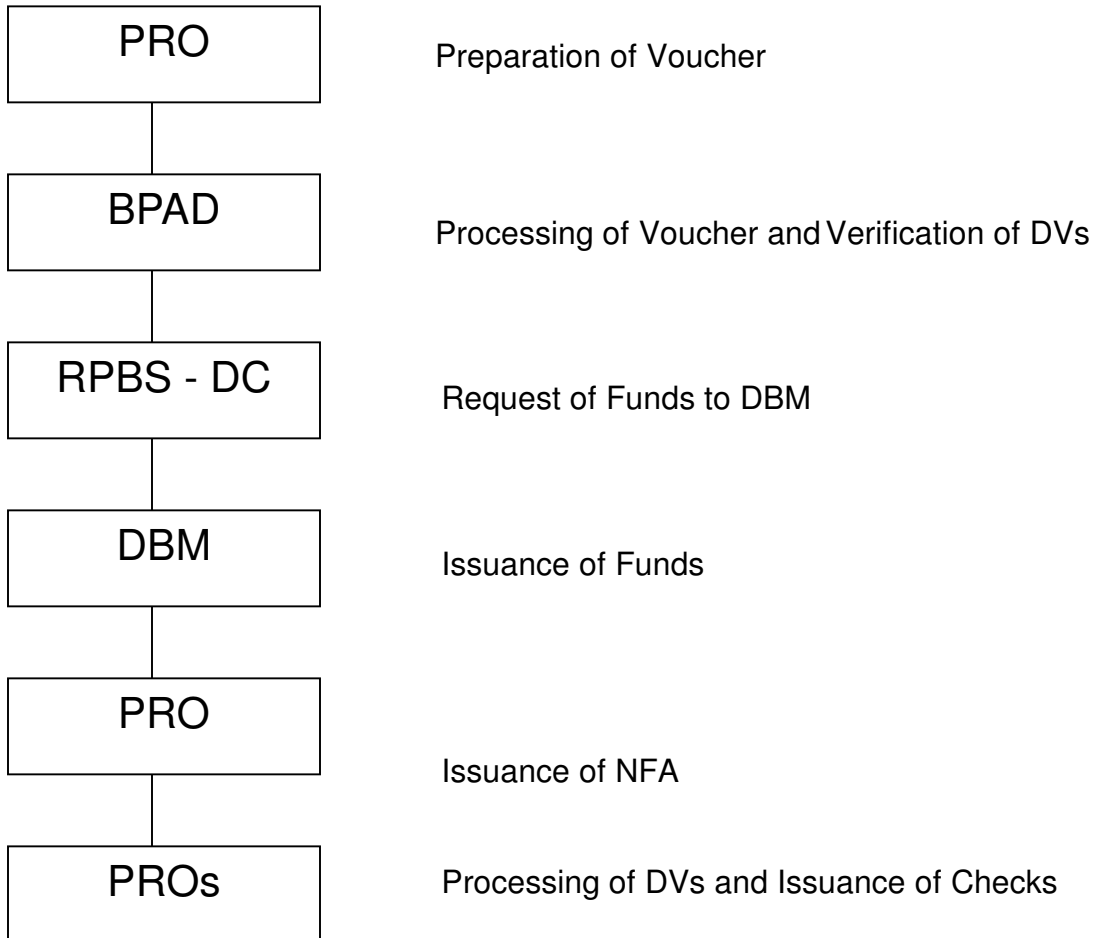 PRO
Preparation of Voucher
BPAD
Processing of Voucher and Verification of DVs
RPBS - DC
Request of Funds to DBM
DBM
Issuance of Funds
PRO
Issuance of NFA
PROs
Processing of DVs and Issuance of Checks